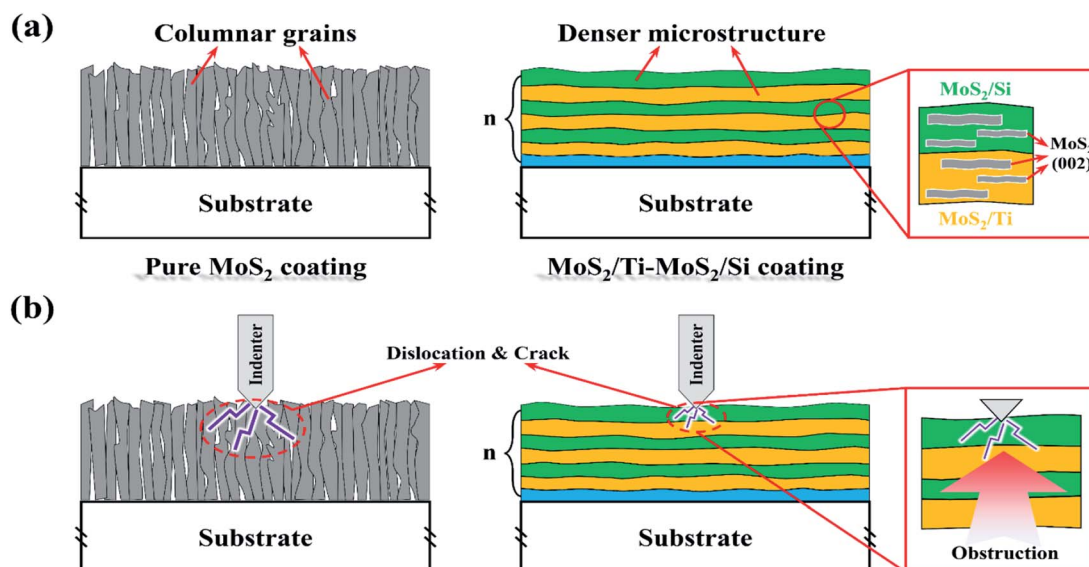 (a)
Columnar grains
Denser microstructure
n
MoS₂/Si
MoS₂
(002)
MoS₂/Ti
Substrate
Substrate
Pure MoS₂ coating
MoS₂/Ti-MoS₂/Si coating
(b)
Indenter
Dislocation & Crack
Indenter
n
Substrate
Substrate
Obstruction